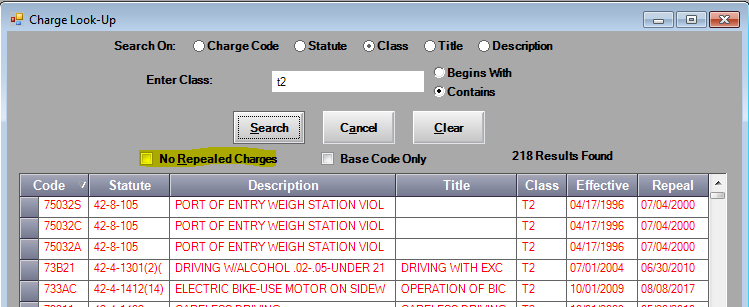 Charge Look-Up
Search On: Charge Code Statute Class Title Description
Enter Class: t2 Begins With
Contains
Search Cancel Clear
No Repealed Charges Base Code Only 218 Results Found
Code Statute Description Title Class Effective Repeal
75032S 42-8-105 PORT OF ENTRY WEIGH STATION VIOL T2 04/17/1996 07/04/2000
75032C 42-8-105 PORT OF ENTRY WEIGH STATION VIOL T2 04/17/1996 07/04/2000
75032A 42-8-105 PORT OF ENTRY WEIGH STATION VIOL T2 04/17/1996 07/04/2000
73B21 42-4-1301(2)( DRIVING W/ALCOHOL .02-.05-UNDER 21 DRIVING WITH EXC T2 07/01/2004 06/30/2010
733AC 42-4-1412(14) ELECTRIC BIKE-USE MOTOR ON SIDEW OPERATION OF BIC T2 10/01/2009 08/08/2017